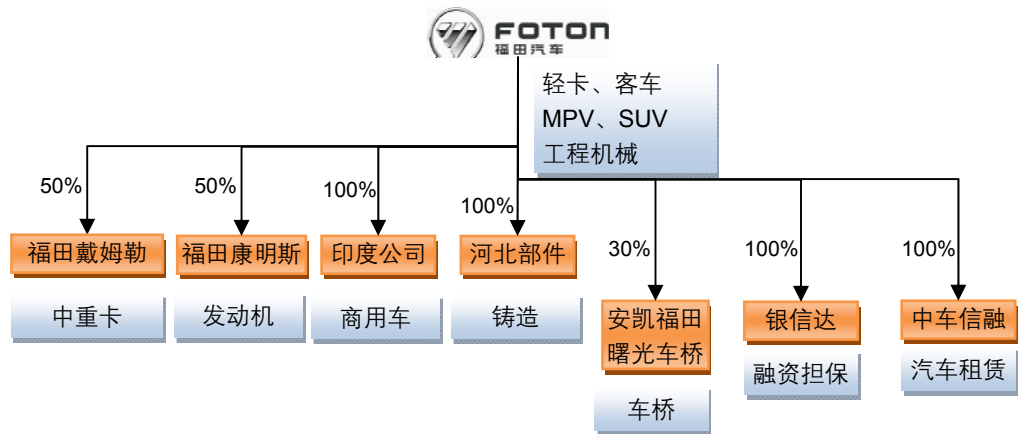 FOTON
福田汽车
轻卡、客车
MPV、SUV
工程机械
50%
50%
100%
100%
30%
100%
100%
福田戴姆勒
福田康明斯
印度公司
河北部件
中重卡
发动机
商用车
铸造
安凯福田
曙光车桥
银信达
中车信融
车桥
融资担保
汽车租赁